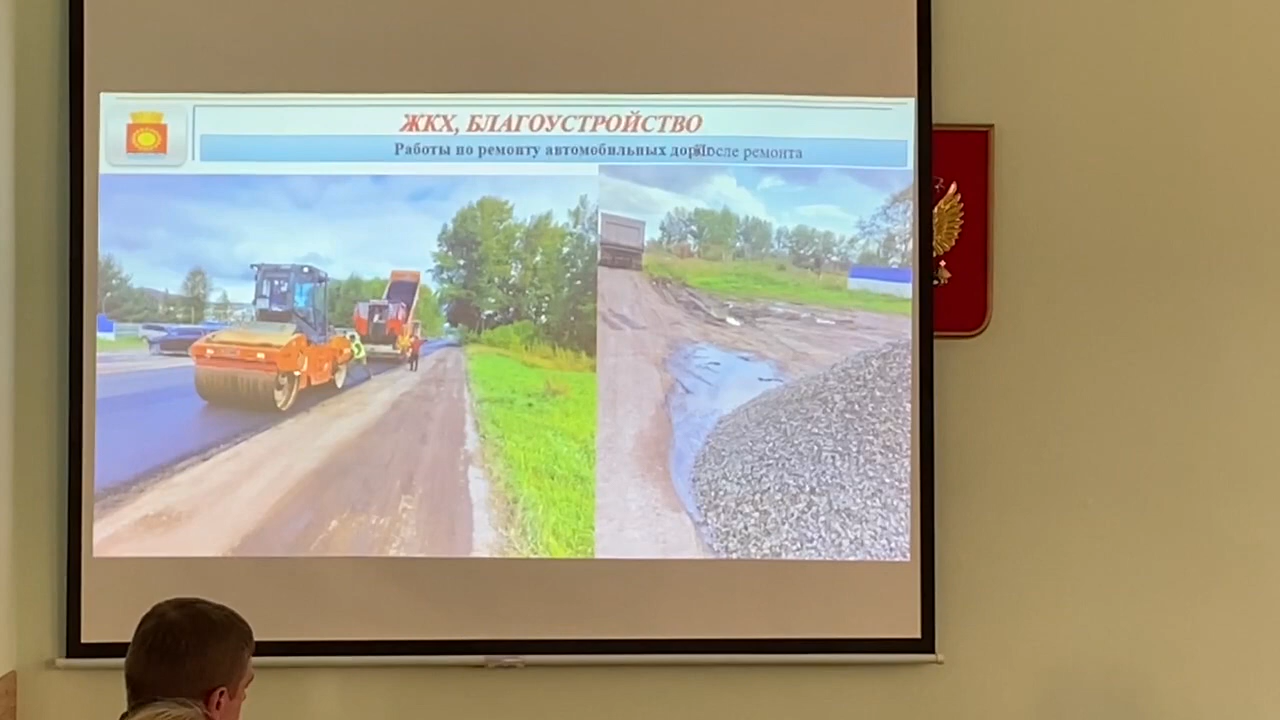 ЖКХ, БЛАГОУСТРОЙСТВО
Работы по ремонту автомобильных дорог
После ремонта